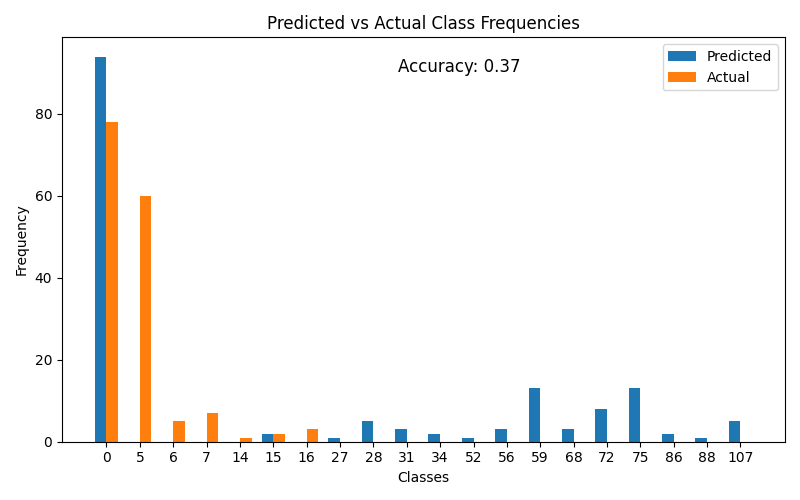 Predicted vs Actual Class Frequencies
Accuracy: 0.37
Predicted
Actual
Frequency
80
60
40
20
0
0 5 6 7 14 15 16 27 28 31 34 52 56 59 68 72 75 86 88 107
Classes